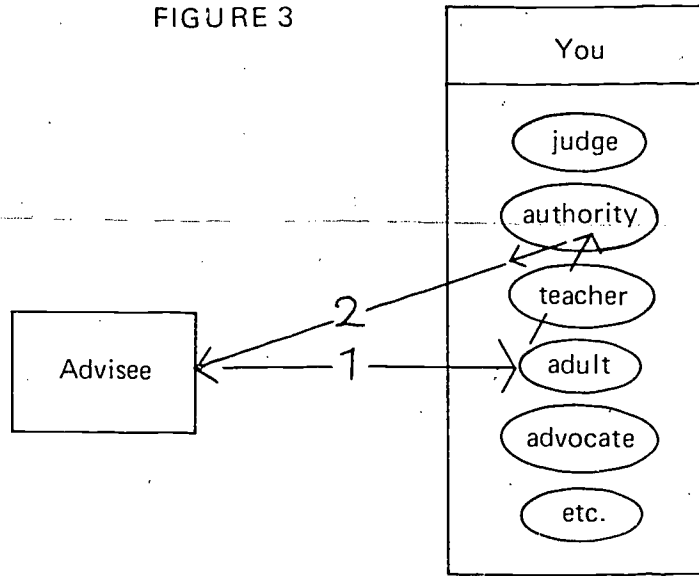 FIGURE 3
You
judge
authority
teacher
2
1
Advisee
adult
advocate
etc.